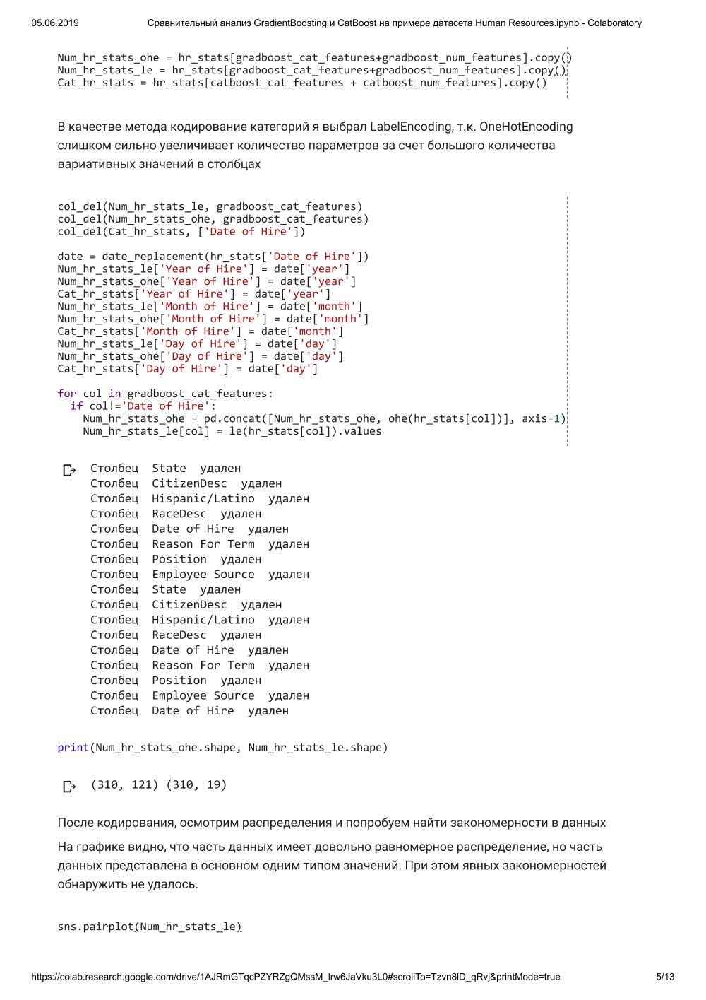 05.06.2019 Сравнительный анализ GradientBoosting и CatBoost на примере датасета Human Resources.ipynb - Colaboratory
Num_hr_stats_ohe = hr_stats[gradboost_cat_features+gradboost_num_features].copy()
Num_hr_stats_le = hr_stats[gradboost_cat_features+gradboost_num_features].copy()
Cat_hr_stats = hr_stats[catboost_cat_features + catboost_num_features].copy()
В качестве метода кодирование категорий я выбрал LabelEncoding, т.к. OneHotEncoding
слишком сильно увеличивает количество параметров за счет большого количества
вариативных значений в столбцах
col_del(Num_hr_stats_le, gradboost_cat_features)
col_del(Num_hr_stats_ohe, gradboost_cat_features)
col_del(Cat_hr_stats, ['Date of Hire'])
date = date_replacement(hr_stats['Date of Hire'])
Num_hr_stats_le['Year of Hire'] = date['year']
Num_hr_stats_ohe['Year of Hire'] = date['year']
Cat_hr_stats['Year of Hire'] = date['year']
Num_hr_stats_le['Month of Hire'] = date['month']
Num_hr_stats_ohe['Month of Hire'] = date['month']
Cat_hr_stats['Month of Hire'] = date['month']
Num_hr_stats_le['Day of Hire'] = date['day']
Num_hr_stats_ohe['Day of Hire'] = date['day']
Cat_hr_stats['Day of Hire'] = date['day']
for col in gradboost_cat_features:
  if col!='Date of Hire':
    Num_hr_stats_ohe = pd.concat([Num_hr_stats_ohe, ohe(hr_stats[col])], axis=1)
    Num_hr_stats_le[col] = le(hr_stats[col]).values
Столбец  State  удален
Столбец  CitizenDesc  удален
Столбец  Hispanic/Latino  удален
Столбец  RaceDesc  удален
Столбец  Date of Hire  удален
Столбец  Reason For Term  удален
Столбец  Position  удален
Столбец  Employee Source  удален
Столбец  State  удален
Столбец  CitizenDesc  удален
Столбец  Hispanic/Latino  удален
Столбец  RaceDesc  удален
Столбец  Date of Hire  удален
Столбец  Reason For Term  удален
Столбец  Position  удален
Столбец  Employee Source  удален
Столбец  Date of Hire  удален
print(Num_hr_stats_ohe.shape, Num_hr_stats_le.shape)
(310, 121) (310, 19)
После кодирования, осмотрим распределения и попробуем найти закономерности в данных
На графике видно, что часть данных имеет довольно равномерное распределение, но часть
данных представлена в основном одним типом значений. При этом явных закономерностей
обнаружить не удалось.
sns.pairplot(Num_hr_stats_le)
https://colab.research.google.com/drive/1AJRmGTqcPZYRZgQMssM_lrw6JaVku3L0#scrollTo=Tzvn8lD_qRvj&printMode=true 5/13